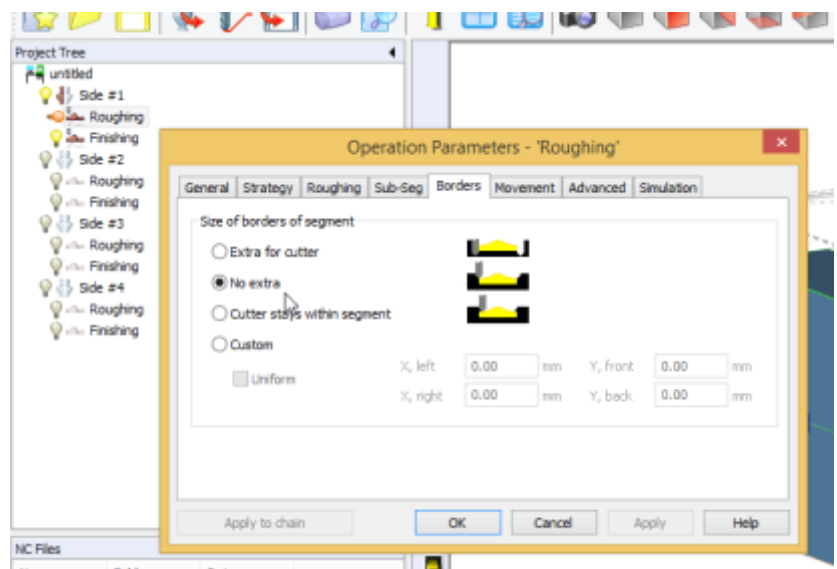 Project Tree
untitled
Side #1
Roughing
Finishing
Side #2
Roughing
Finishing
Side #3
Roughing
Finishing
Side #4
Roughing
Finishing
Operation Parameters - 'Roughing'
General Strategy Roughing Sub-Seg Borders Movement Advanced Simulation
Size of borders of segment
Extra for cutter
No extra
Cutter stays within segment
Custom
Uniform
X, left 0.00 mm Y, front 0.00 mm
X, right 0.00 mm Y, back 0.00 mm
Apply to chain OK Cancel Apply Help
NC Files